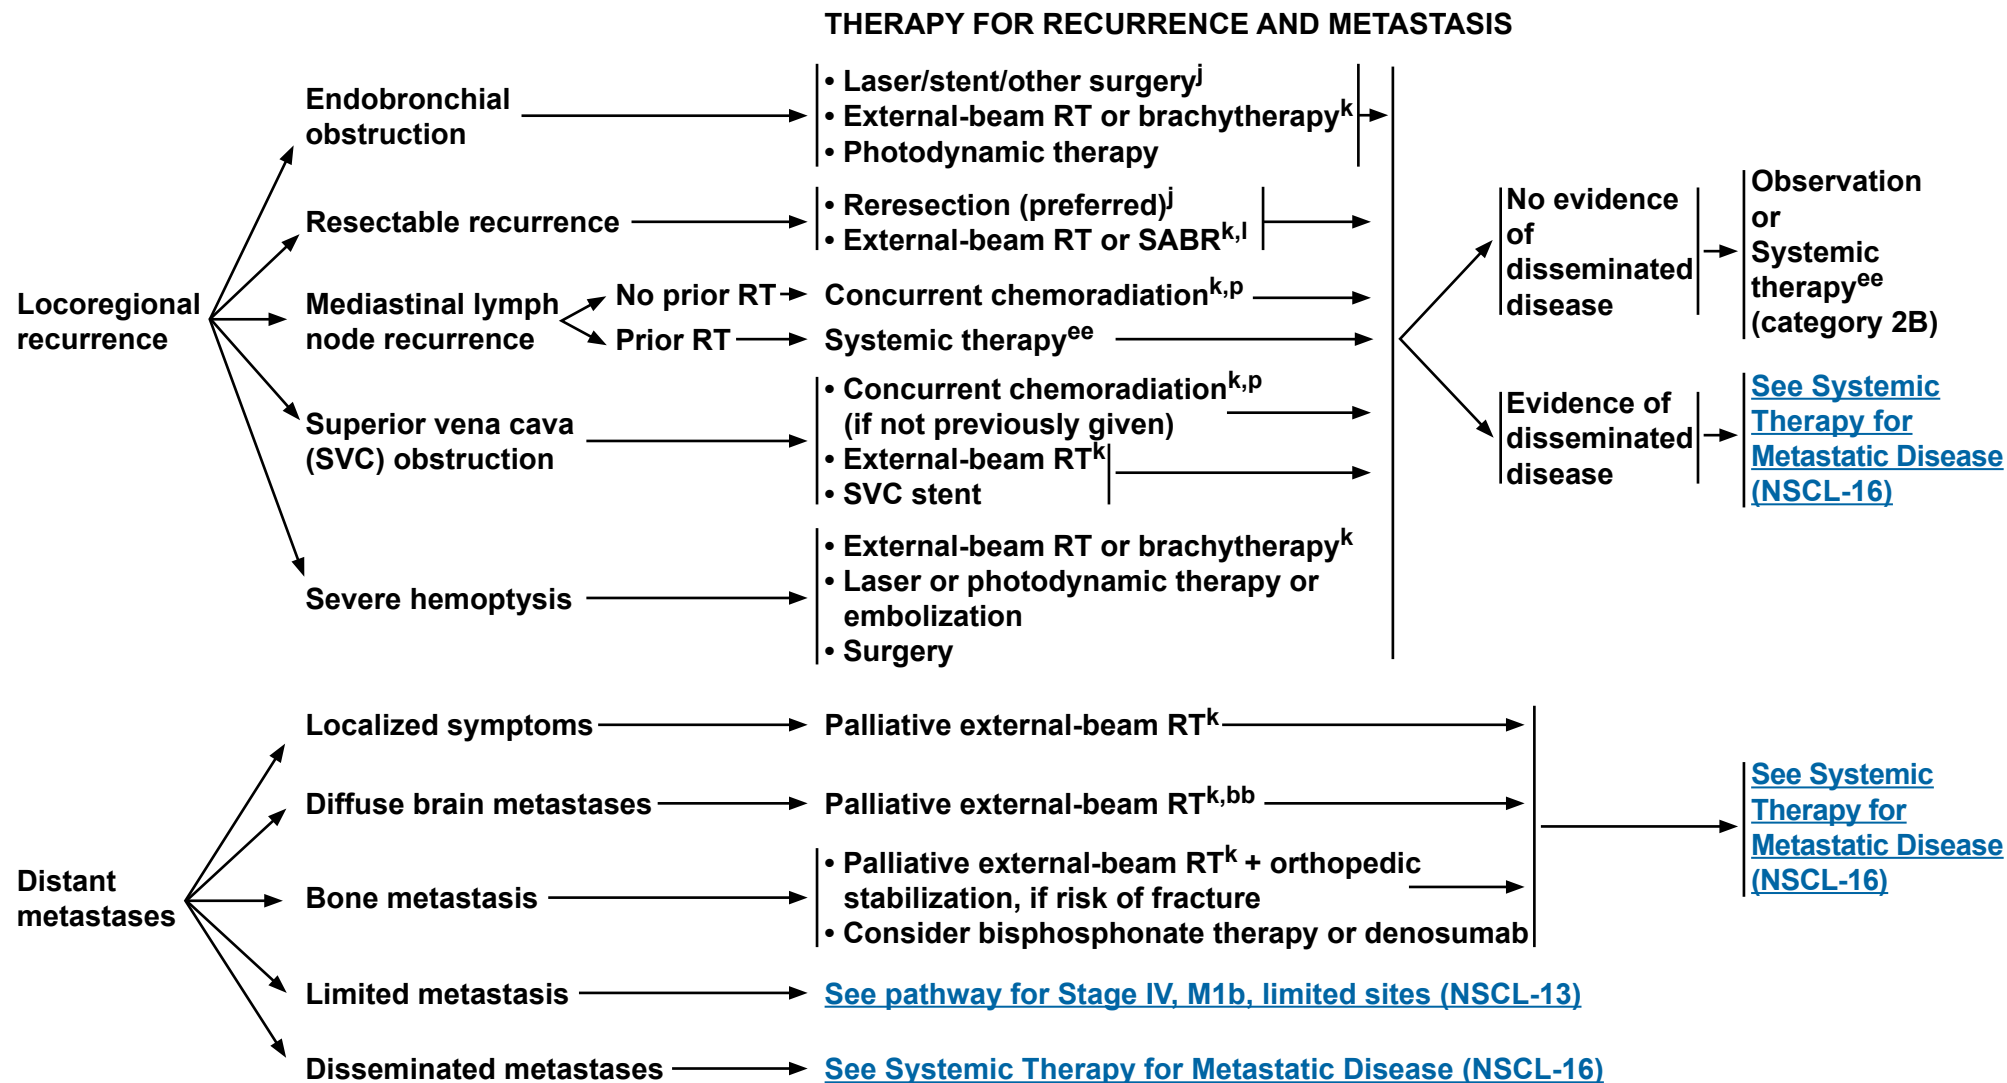 THERAPY FOR RECURRENCE AND METASTASIS
Locoregional
recurrence
Endobronchial
obstruction
• Laser/stent/other surgeryj
• External-beam RT or brachytherapyk
• Photodynamic therapy
Resectable recurrence
• Reresection (preferred)j
• External-beam RT or SABRk,l
Mediastinal lymph
node recurrence
No prior RT
Concurrent chemoradiationk,p
Prior RT
Systemic therapyee
Superior vena cava
(SVC) obstruction
• Concurrent chemoradiationk,p
(if not previously given)
• External-beam RTk
• SVC stent
Severe hemoptysis
• External-beam RT or brachytherapyk
• Laser or photodynamic therapy or
embolization
• Surgery
No evidence
of
disseminated
disease
Observation
or
Systemic
therapyee
(category 2B)
Evidence of
disseminated
disease
See Systemic
Therapy for
Metastatic Disease
(NSCL-16)
Distant
metastases
Localized symptoms
Palliative external-beam RTk
Diffuse brain metastases
Palliative external-beam RTk,bb
Bone metastasis
• Palliative external-beam RTk + orthopedic
stabilization, if risk of fracture
• Consider bisphosphonate therapy or denosumab
See Systemic
Therapy for
Metastatic Disease
(NSCL-16)
Limited metastasis
See pathway for Stage IV, M1b, limited sites (NSCL-13)
Disseminated metastases
See Systemic Therapy for Metastatic Disease (NSCL-16)